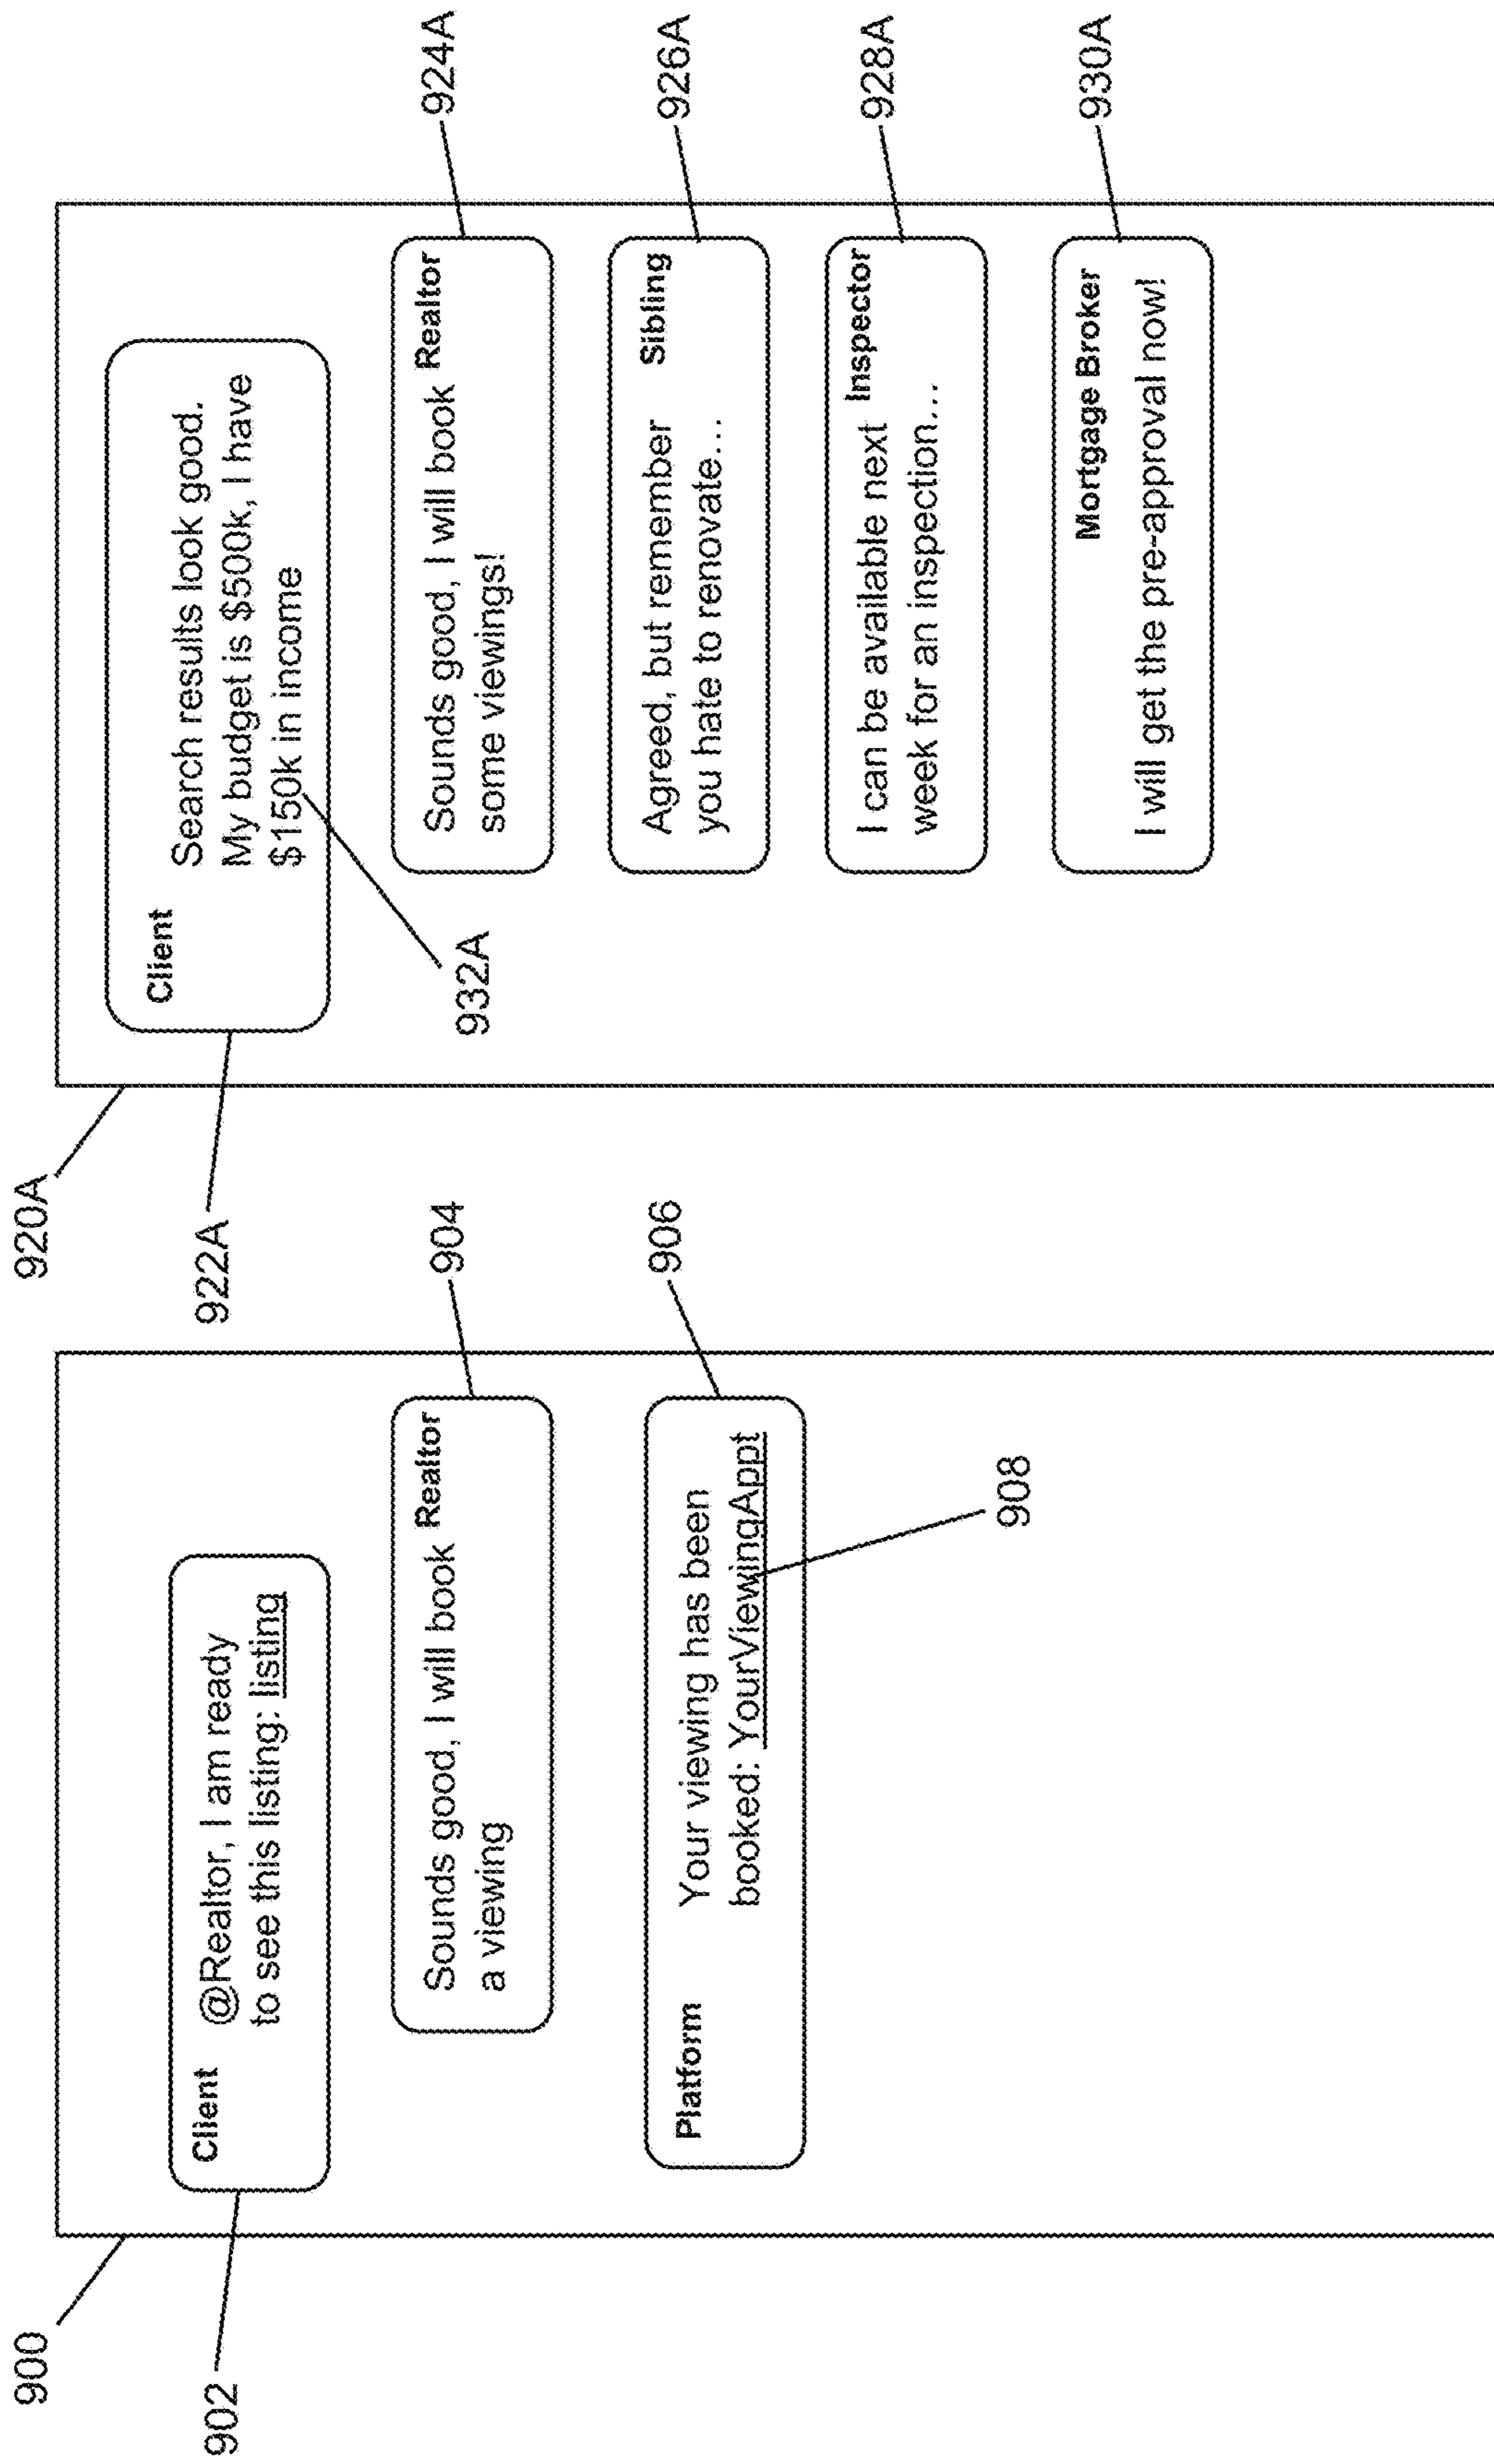 900
902
Client
@Realtor, I am ready
to see this listing: listing
904
Realtor
Sounds good, I will book
a viewing
906
Platform
Your viewing has been
booked: YourViewingAppt
908
920A
922A
Client
Search results look good.
My budget is $500k, I have
$150k in income
932A
924A
Realtor
Sounds good, I will book
some viewings!
926A
Sibling
Agreed, but remember
you hate to renovate...
928A
Inspector
I can be available next
week for an inspection...
930A
Mortgage Broker
I will get the pre-approval now!